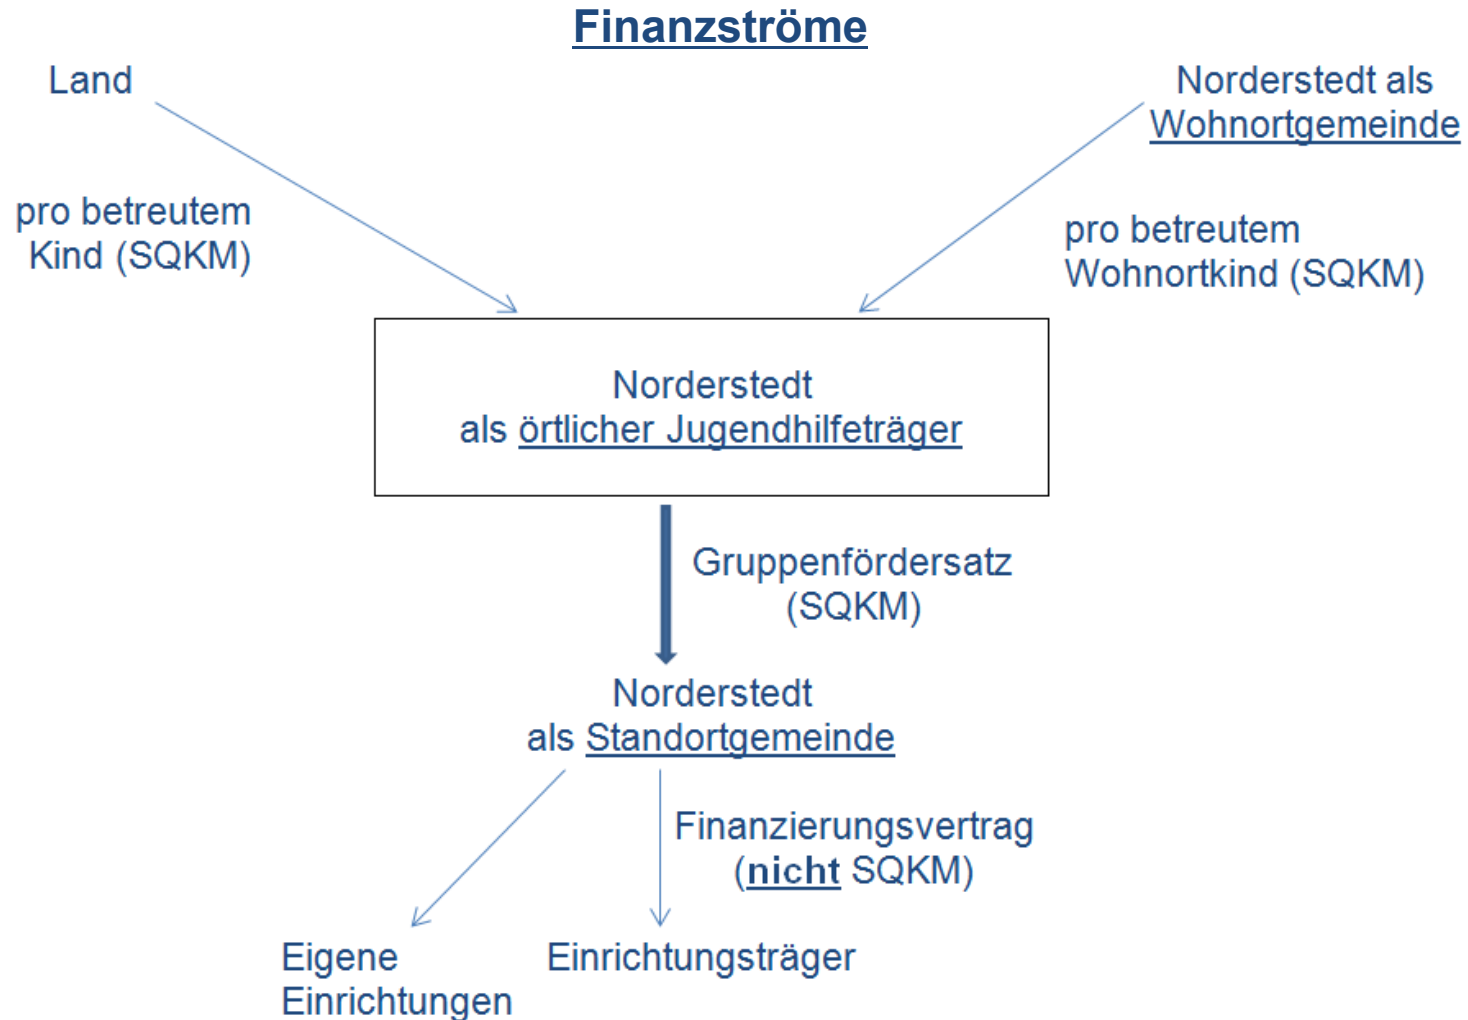 Finanzströme
Land
Norderstedt als
Wohnortgemeinde
pro betreutem
Kind (SQKM)
pro betreutem
Wohnortkind (SQKM)
Norderstedt
als örtlicher Jugendhilfeträger
Gruppenfördersatz
(SQKM)
Norderstedt
als Standortgemeinde
Finanzierungsvertrag
(nicht SQKM)
Eigene
Einrichtungen
Einrichtungsträger